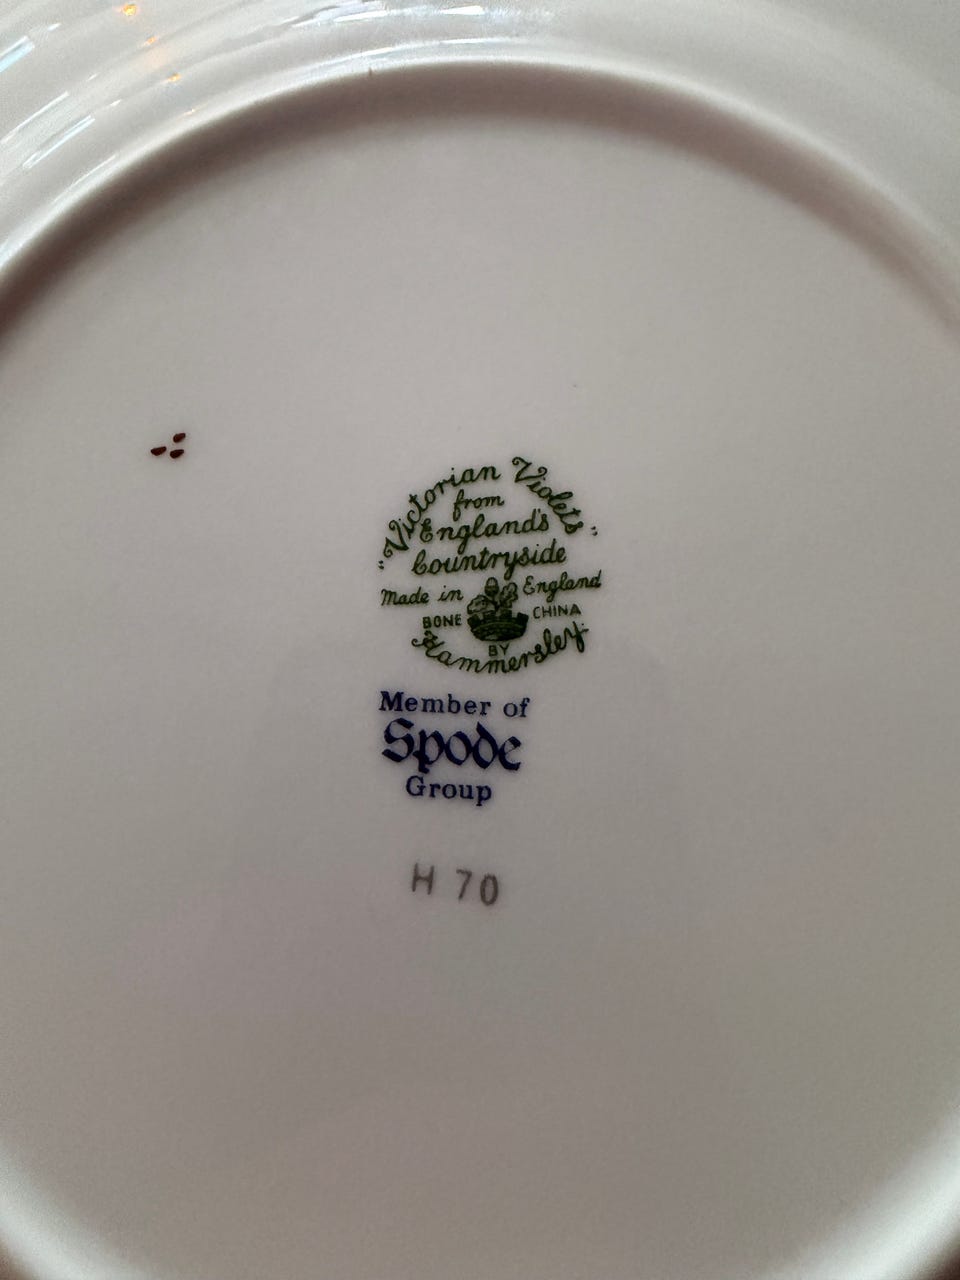 "Victorian Violets"
from
England's
Countryside
Made in England
BONE CHINA
BY
Hammersley
Member of
Spode
Group
H 70